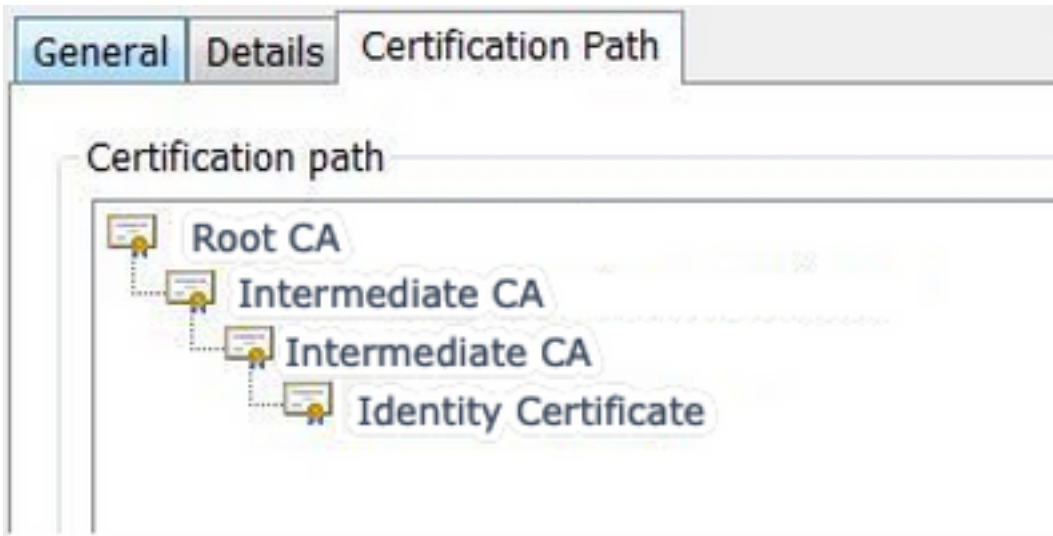 General Details Certification Path
Certification path
Root CA
Intermediate CA
Intermediate CA
Identity Certificate